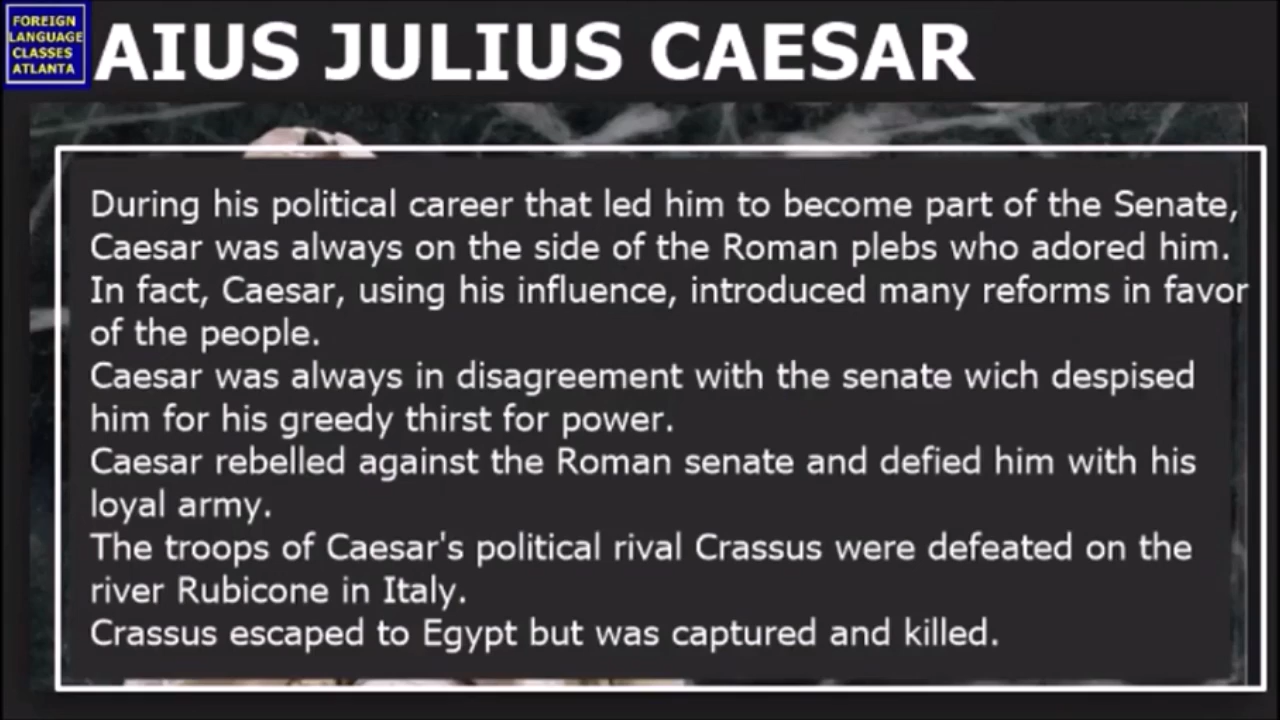 FOREIGN
LANGUAGE
CLASSES
ATLANTA
AIUS JULIUS CAESAR
During his political career that led him to become part of the Senate,
Caesar was always on the side of the Roman plebs who adored him.
In fact, Caesar, using his influence, introduced many reforms in favor
of the people.
Caesar was always in disagreement with the senate wich despised
him for his greedy thirst for power.
Caesar rebelled against the Roman senate and defied him with his
loyal army.
The troops of Caesar's political rival Crassus were defeated on the
river Rubicone in Italy.
Crassus escaped to Egypt but was captured and killed.